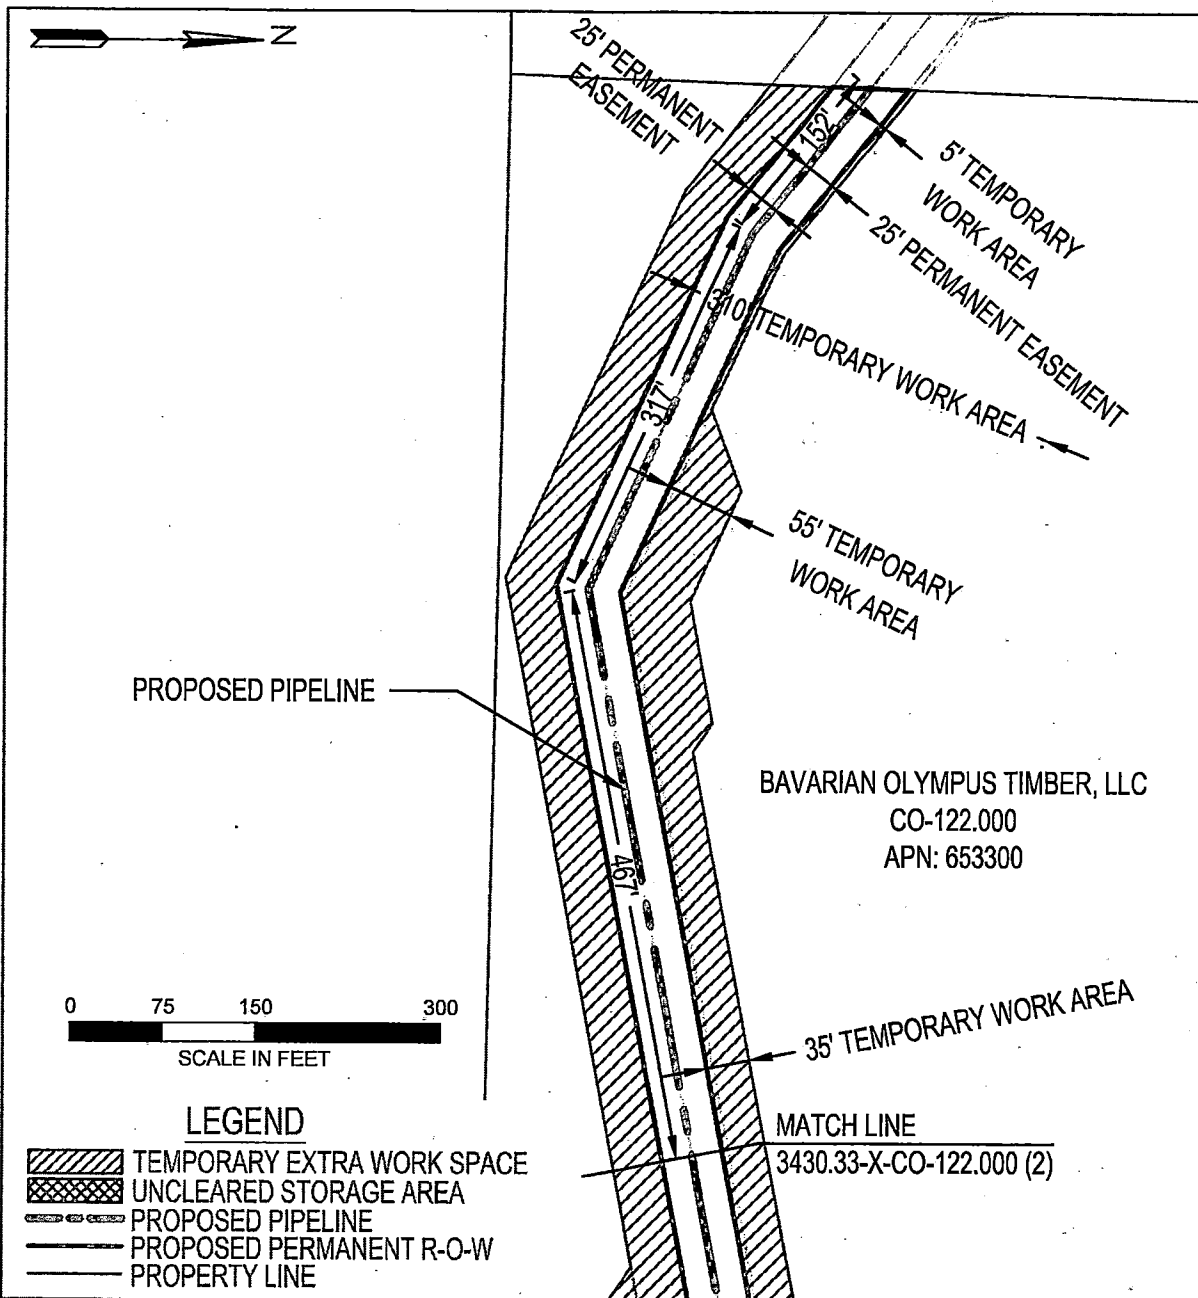 N
25' PERMANENT
EASEMENT
152'
5' TEMPORARY
WORK AREA
25' PERMANENT EASEMENT
TEMPORARY WORK AREA
317'
55' TEMPORARY
WORK AREA
PROPOSED PIPELINE
BAVARIAN OLYMPUS TIMBER, LLC
CO-122.000
APN: 653300
467'
0 75 150 300
SCALE IN FEET
35' TEMPORARY WORK AREA
MATCH LINE
3430.33-X-CO-122.000 (2)
LEGEND
TEMPORARY EXTRA WORK SPACE
UNCLEARED STORAGE AREA
PROPOSED PIPELINE
PROPOSED PERMANENT R-O-W
PROPERTY LINE